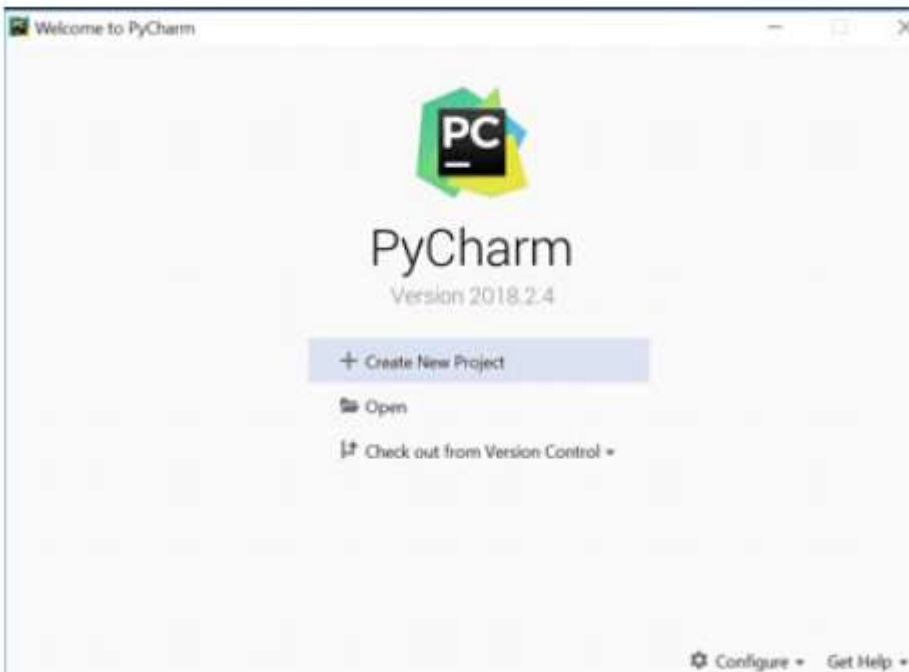 Welcome to PyCharm
PC
PyCharm
Version 2018.2.4
Create New Project
Open
Check out from Version Control
Configure Get Help